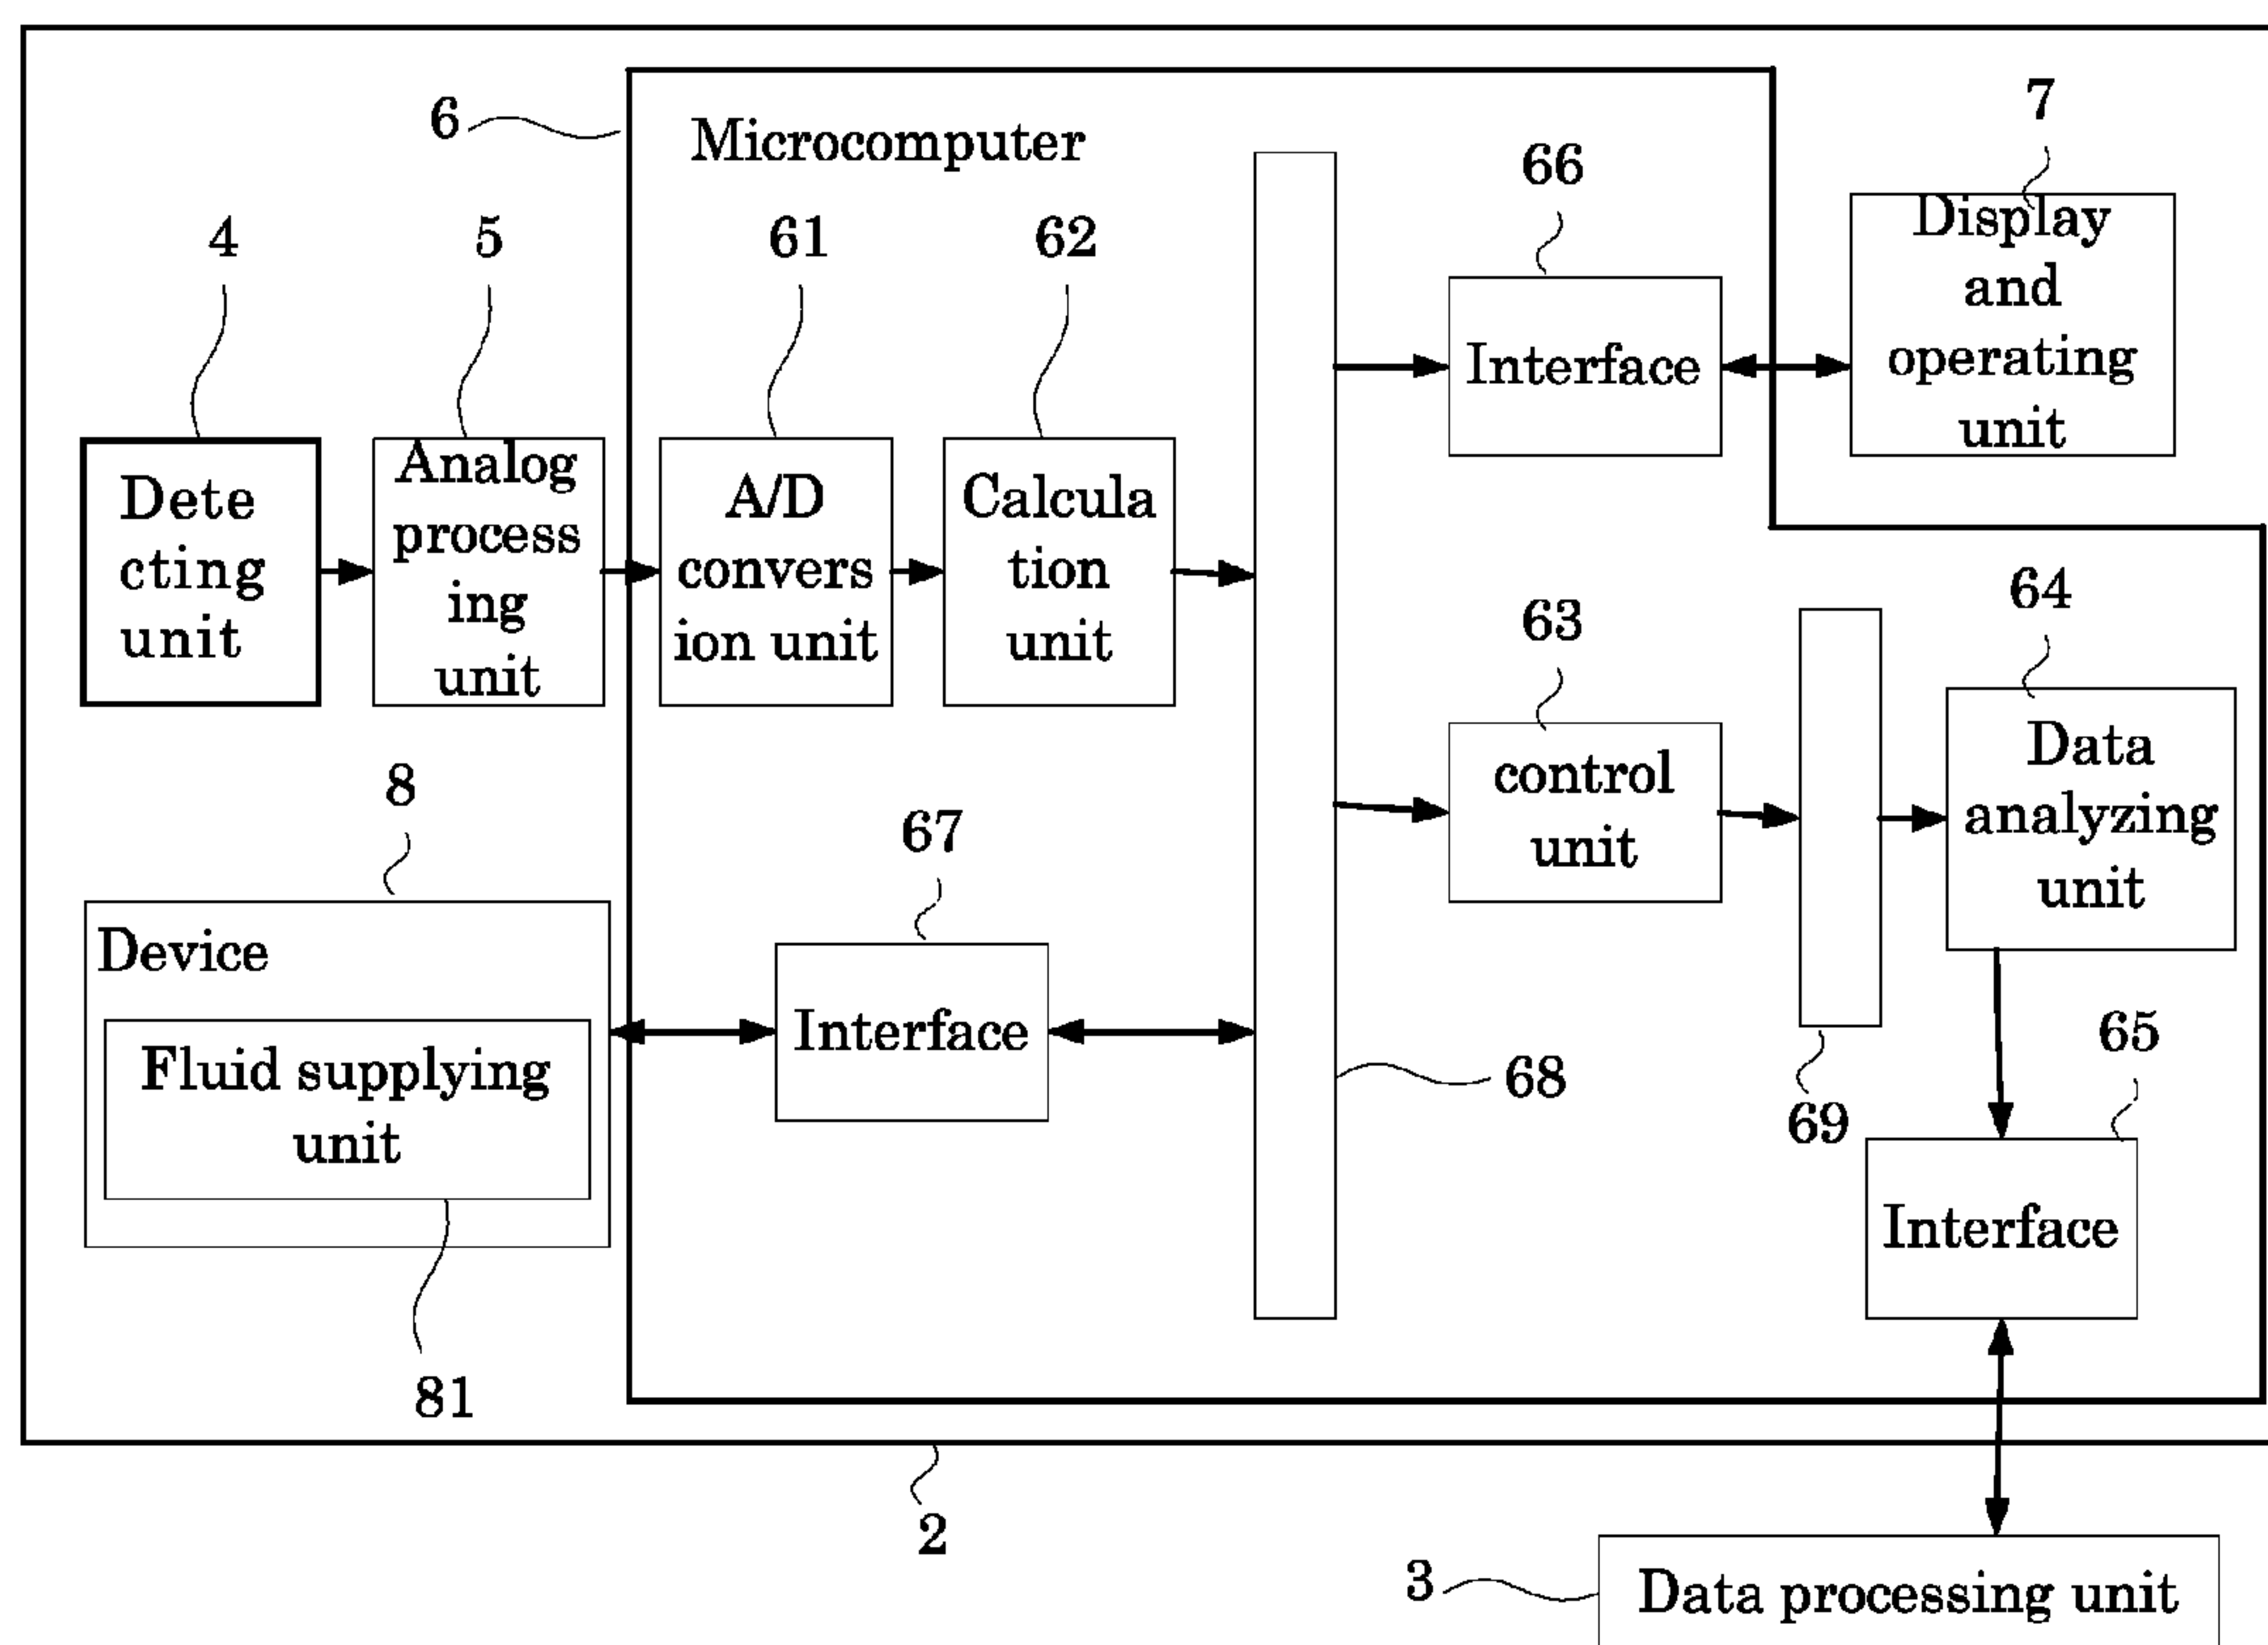 6
Microcomputer
7
66
Display
and
operating
unit
4
5
61
62
Interface
Dete
cting
unit
Analog
process
ing
unit
A/D
convers
ion unit
Calcula
tion
unit
63
control
unit
64
Data
analyzing
unit
8
Device
Fluid supplying
unit
81
67
Interface
68
69
65
Interface
2
3
Data processing unit